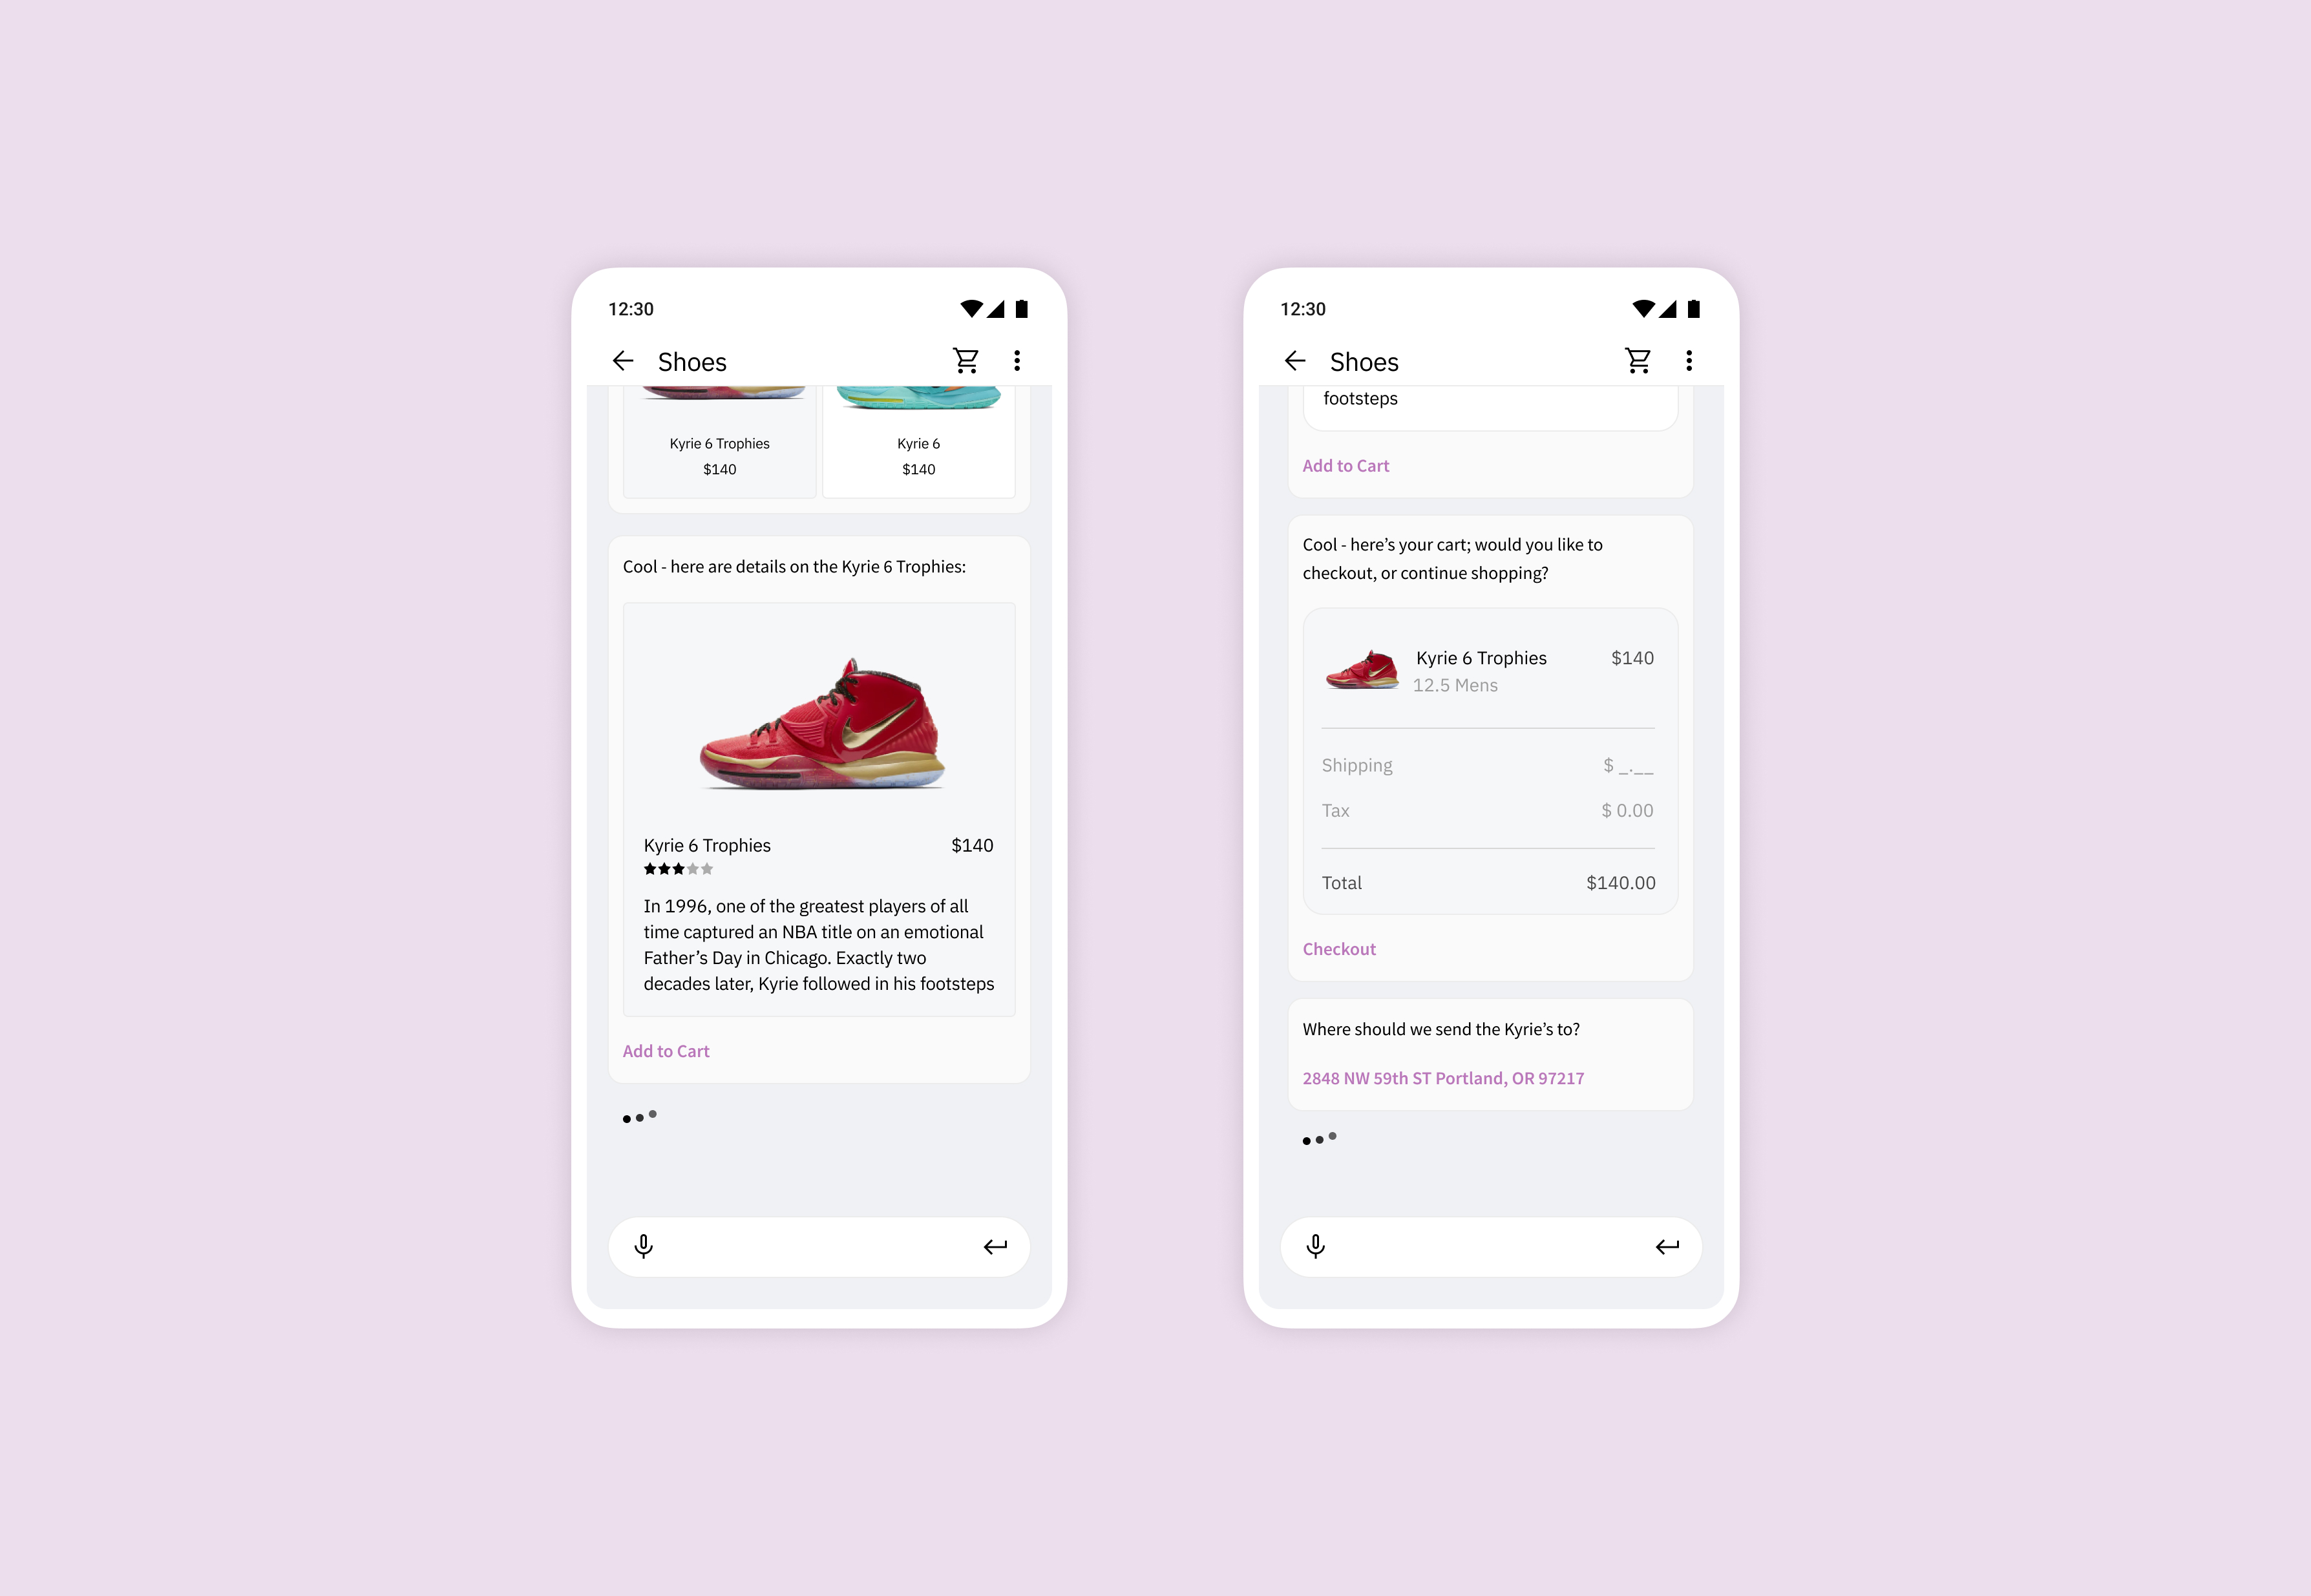 12:30
Shoes
Kyrie 6 Trophies
$140
Kyrie 6
$140
Cool - here are details on the Kyrie 6 Trophies:
Kyrie 6 Trophies
$140
In 1996, one of the greatest players of all
time captured an NBA title on an emotional
Father’s Day in Chicago. Exactly two
decades later, Kyrie followed in his footsteps
Add to Cart
12:30
Shoes
footsteps
Add to Cart
Cool - here’s your cart; would you like to
checkout, or continue shopping?
Kyrie 6 Trophies
$140
12.5 Mens
Shipping
$ _.__
Tax
$ 0.00
Total
$140.00
Checkout
Where should we send the Kyrie’s to?
2848 NW 59th ST Portland, OR 97217